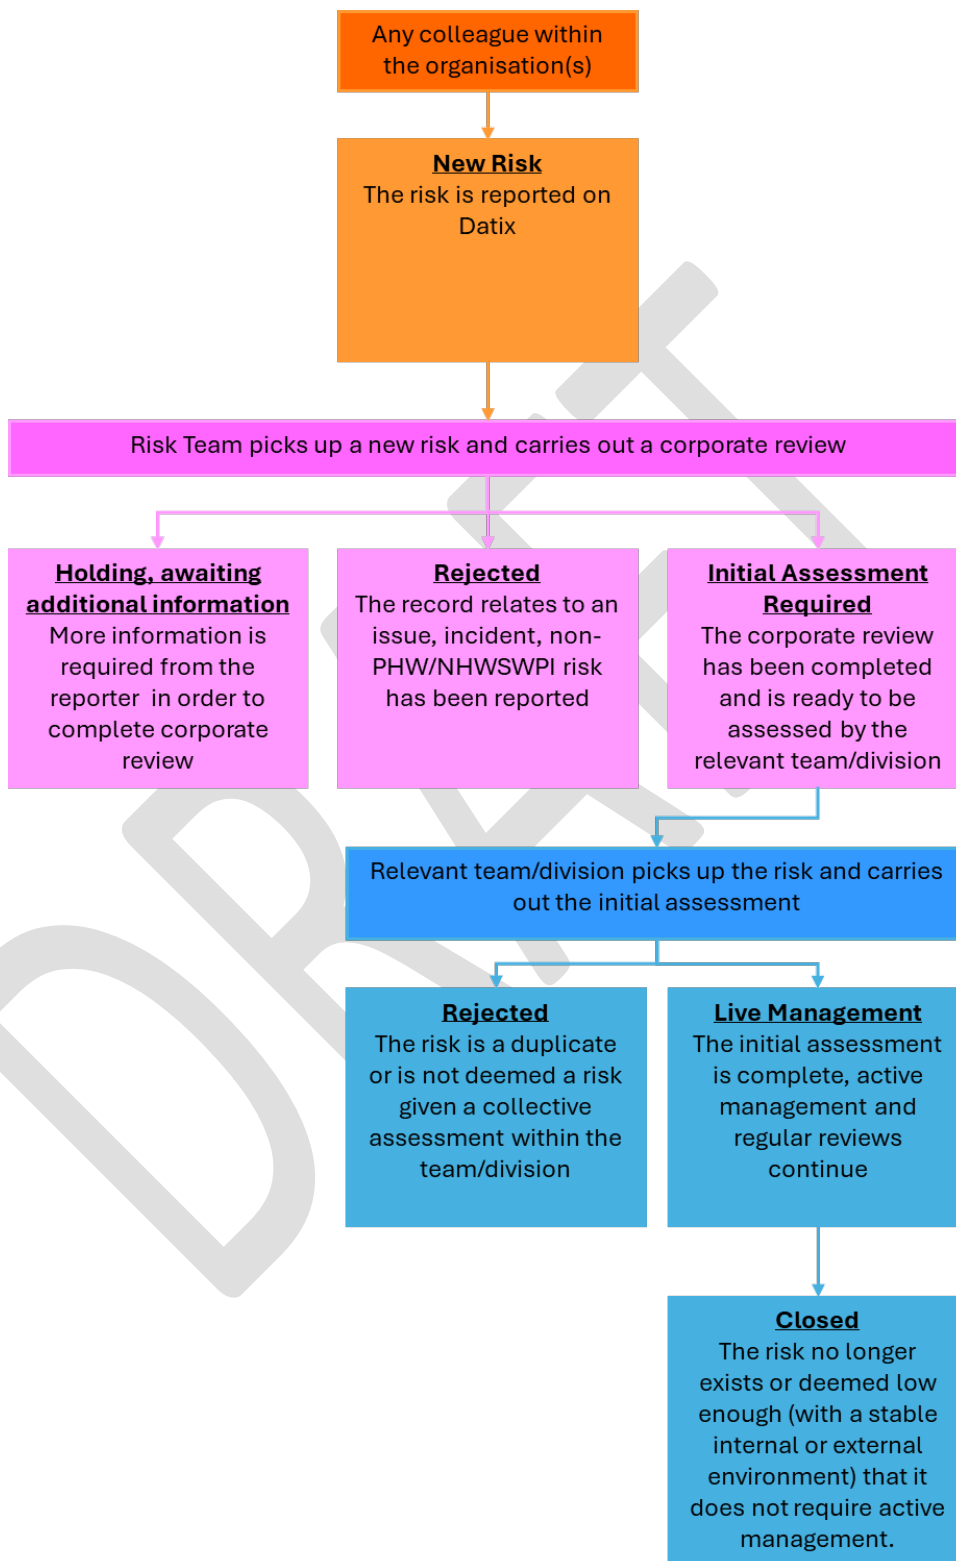 Any colleague within
the organisation(s)
New Risk
The risk is reported on
Datix
Risk Team picks up a new risk and carries out a corporate review
Holding, awaiting
additional information
More information is
required from the
reporter in order to
complete corporate
review
Rejected
The record relates to an
issue, incident, non-
PHW/NHWSWPI risk
has been reported
Initial Assessment
Required
The corporate review
has been completed
and is ready to be
assessed by the
relevant team/division
Relevant team/division picks up the risk and carries
out the initial assessment
Rejected
The risk is a duplicate
or is not deemed a risk
given a collective
assessment within the
team/division
Live Management
The initial assessment
is complete, active
management and
regular reviews
continue
Closed
The risk no longer
exists or deemed low
enough (with a stable
internal or external
environment) that it
does not require active
management.
DRAFT